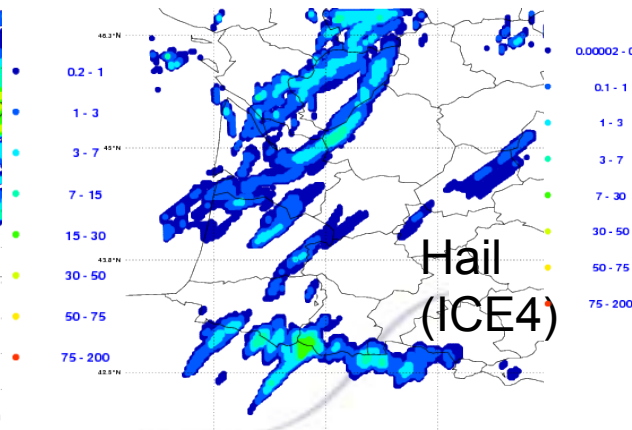 0.2 - 1
1 - 3
3 - 7
7 - 15
15 - 30
30 - 50
50 - 75
75 - 200
46.3°N
45°N
43.8°N
42.5°N
Hail
(ICE4)
0.00002 - 0
0.1 - 1
1 - 3
3 - 7
7 - 30
30 - 50
50 - 75
75 - 200